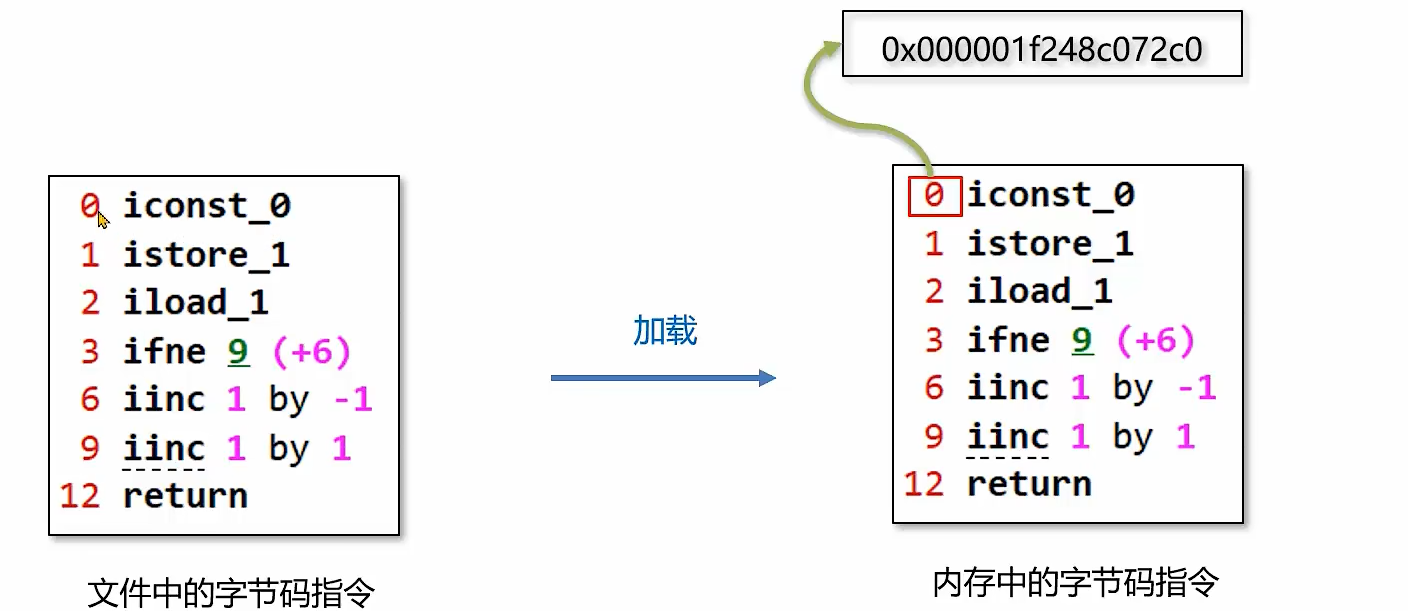 0x000001f248c072c0
0 iconst_0
1 istore_1
2 iload_1
3 ifne 9 (+6)
6 iinc 1 by -1
9 iinc 1 by 1
12 return
文件中的字节码指令
加载
0 iconst_0
1 istore_1
2 iload_1
3 ifne 9 (+6)
6 iinc 1 by -1
9 iinc 1 by 1
12 return
内存中的字节码指令